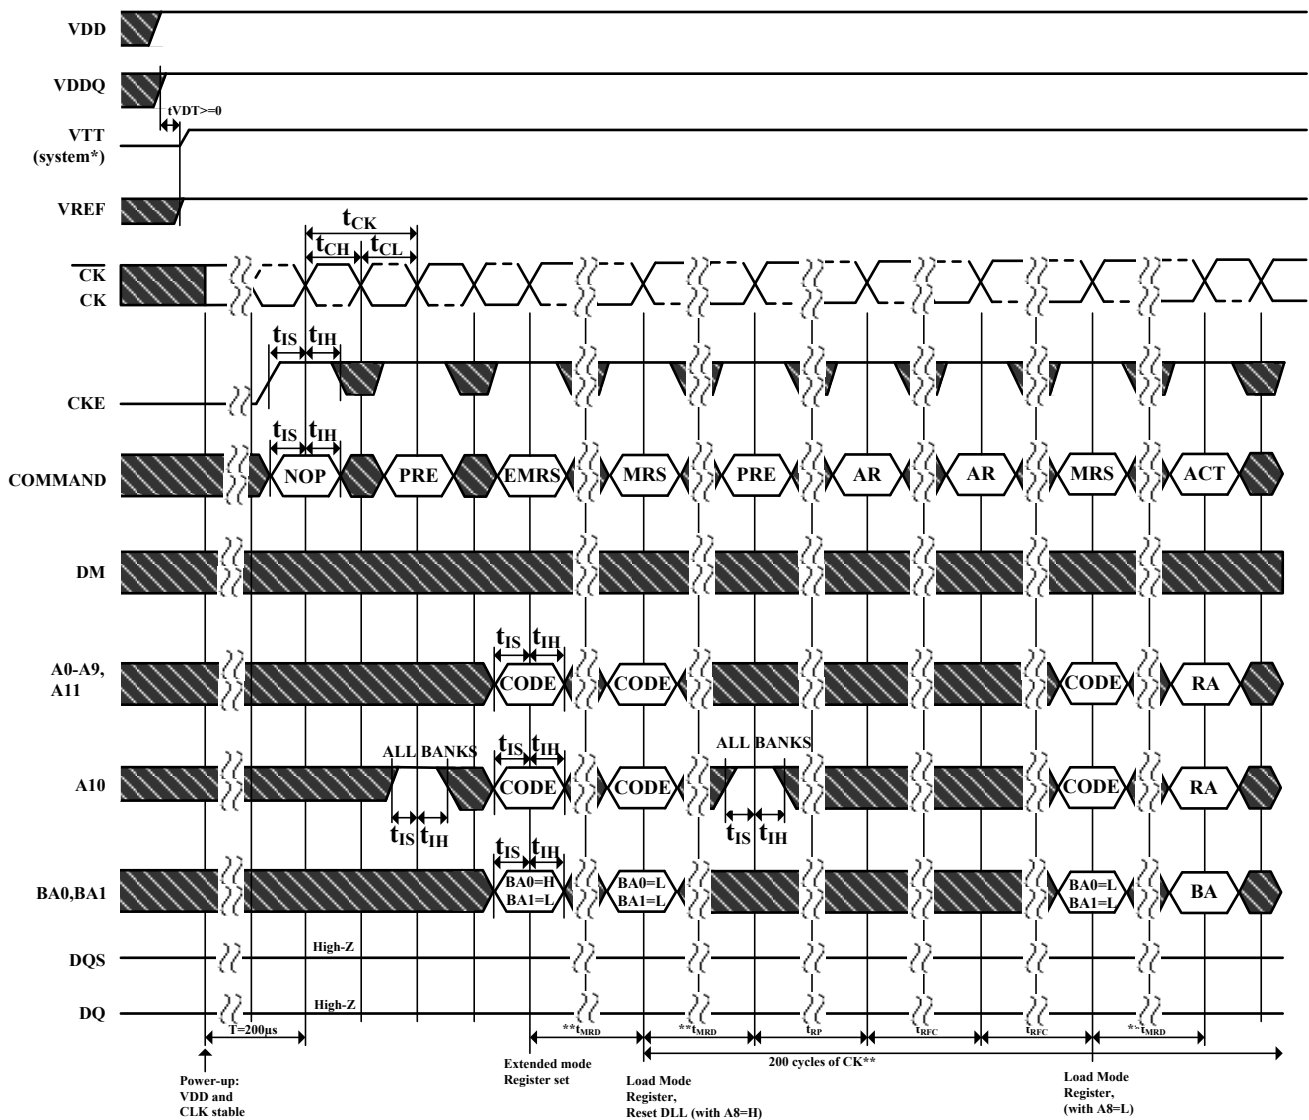 VDD
VDDQ
tVDT>=0
VTT
(system*)
VREF
tCK
tCH tCL
CK
CK
tIS tIH
CKE
tIS tIH
COMMAND NOP PRE EMRS MRS PRE AR AR MRS ACT
DM
tIS tIH
A0-A9,
A11
CODE CODE CODE RA
ALL BANKS tIS tIH ALL BANKS
A10 CODE CODE CODE RA
tIS tIH tIS tIH
tIS tIH
BA0,BA1
BA0=H BA0=L BA0=L BA
BA1=L BA1=L BA1=L
High-Z
DQS
High-Z
DQ
T=200µs **tMRD **tMRD tRP tRFC tRFC **tMRD
200 cycles of CK**
Power-up:
VDD and
CLK stable
Extended mode
Register set
Load Mode
Register,
Reset DLL (with A8=H)
Load Mode
Register,
(with A8=L)